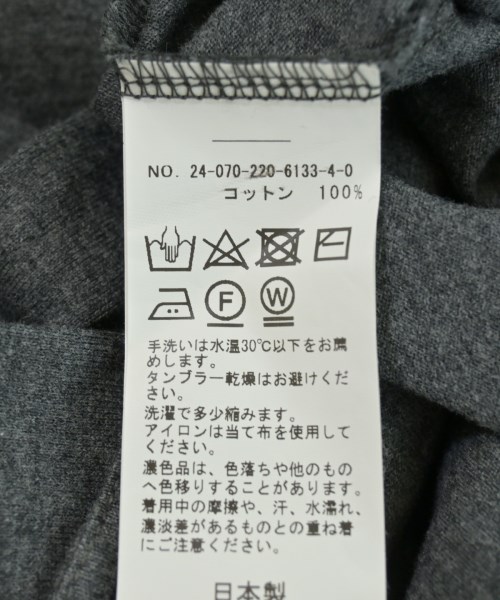 NO. 24-070-220-6133-4-0
コットン 100%
F W
手洗いは水温30℃以下をお薦
めします。
タンブラー乾燥はお避けくだ
さい。
洗濯で多少縮みます。
アイロンは当て布を使用して
ください。
濃色品は、色落ちや他のもの
へ色移りすることがあります。
着用中の摩擦や、汗、水濡れ、
濃淡差があるものとの重ね着
にご注意ください。
日本製